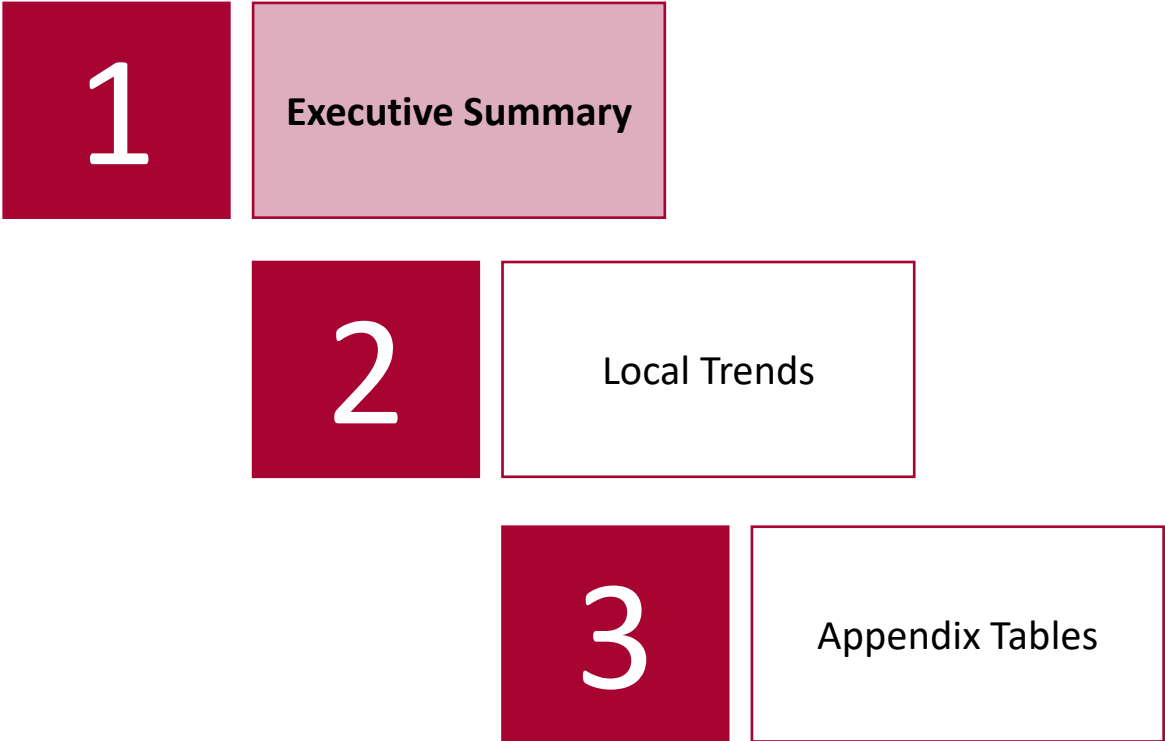 1
Executive Summary
2
Local Trends
3
Appendix Tables